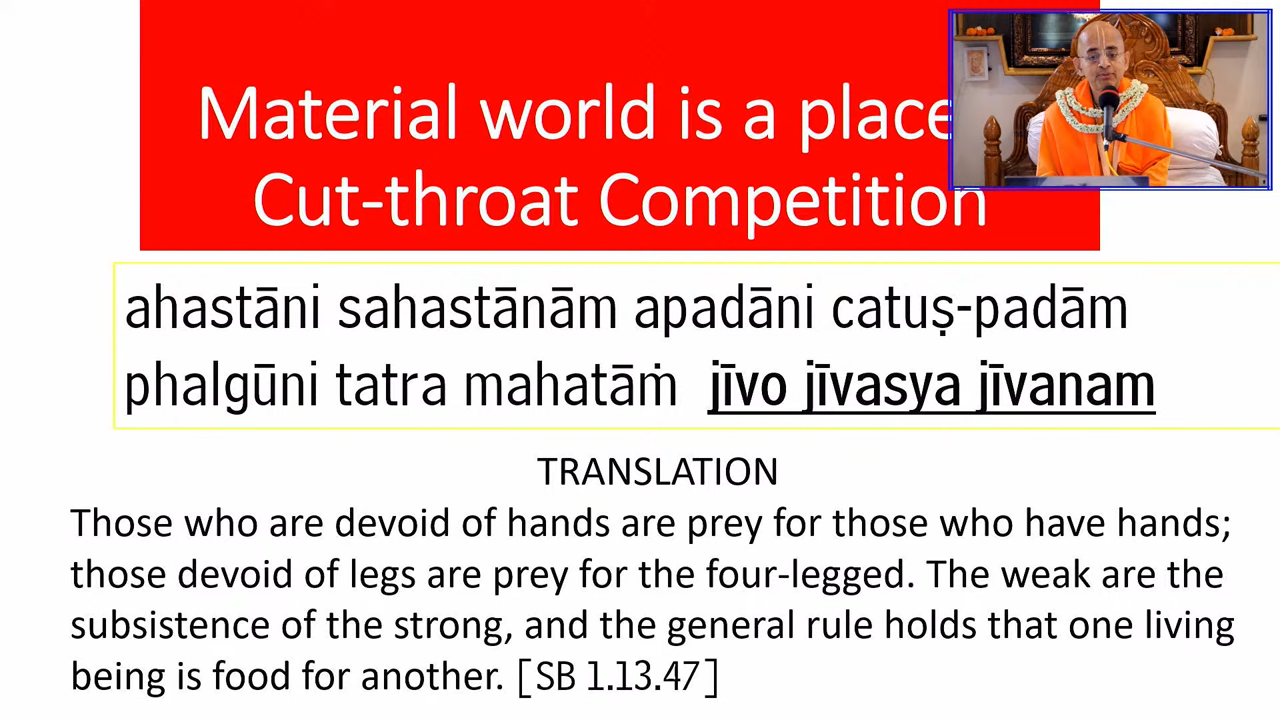 Material world is a place
Cut-throat Competition
ahastāni sahastānām apadāni catuṣ-padām
phalgūni tatra mahatāṁ jīvo jīvasya jīvanam
TRANSLATION
Those who are devoid of hands are prey for those who have hands;
those devoid of legs are prey for the four-legged. The weak are the
subsistence of the strong, and the general rule holds that one living
being is food for another. [SB 1.13.47]